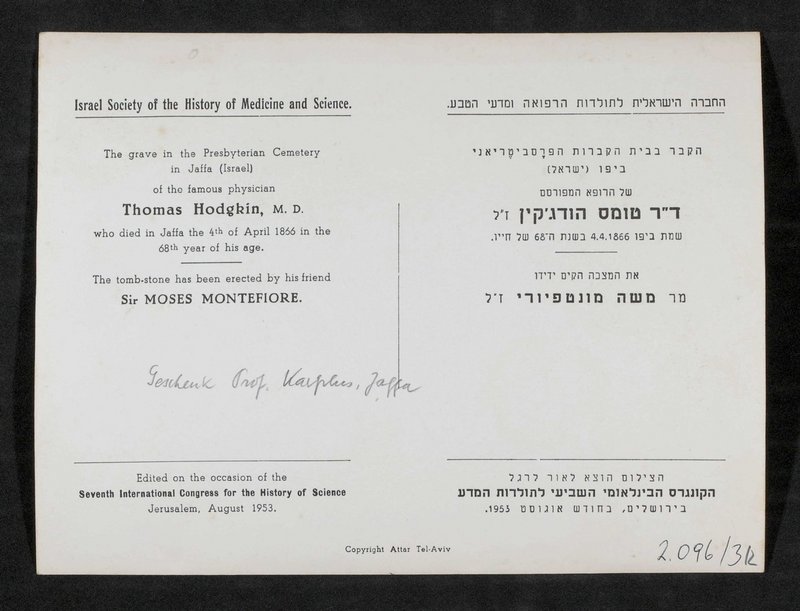 Israel Society of the History of Medicine and Science.
The grave in the Presbyterian Cemetery
in Jaffa (Israel)
of the famous physician
Thomas Hodgkin, M. D.
who died in Jaffa the 4th of April 1866 in the
68th year of his age.
The tomb-stone has been erected by his friend
Sir MOSES MONTEFIORE.
החברה הישראלית לתולדות הרפואה ומדעי הטבע.
הקבר בבית הקברות הפרסביטריאני
ביפו (ישראל)
של הרופא המפורסם
ד"ר טומס הודג'קין ז"ל
שמת ביפו 4.4.1866 בשנת ה־68 של חייו.
את המצבה הקים ידידו
מר משה מונטפיורי ז"ל
Geschenk Prof. Karplus, Jaffa
Edited on the occasion of the
Seventh International Congress for the History of Science
Jerusalem, August 1953.
הצילום הוצא לאור לרגל
הקונגרס הבינלאומי השביעי לתולדות המדע
בירושלים, בחודש אוגוסט 1953.
Copyright Attar Tel-Aviv
2.096/3k